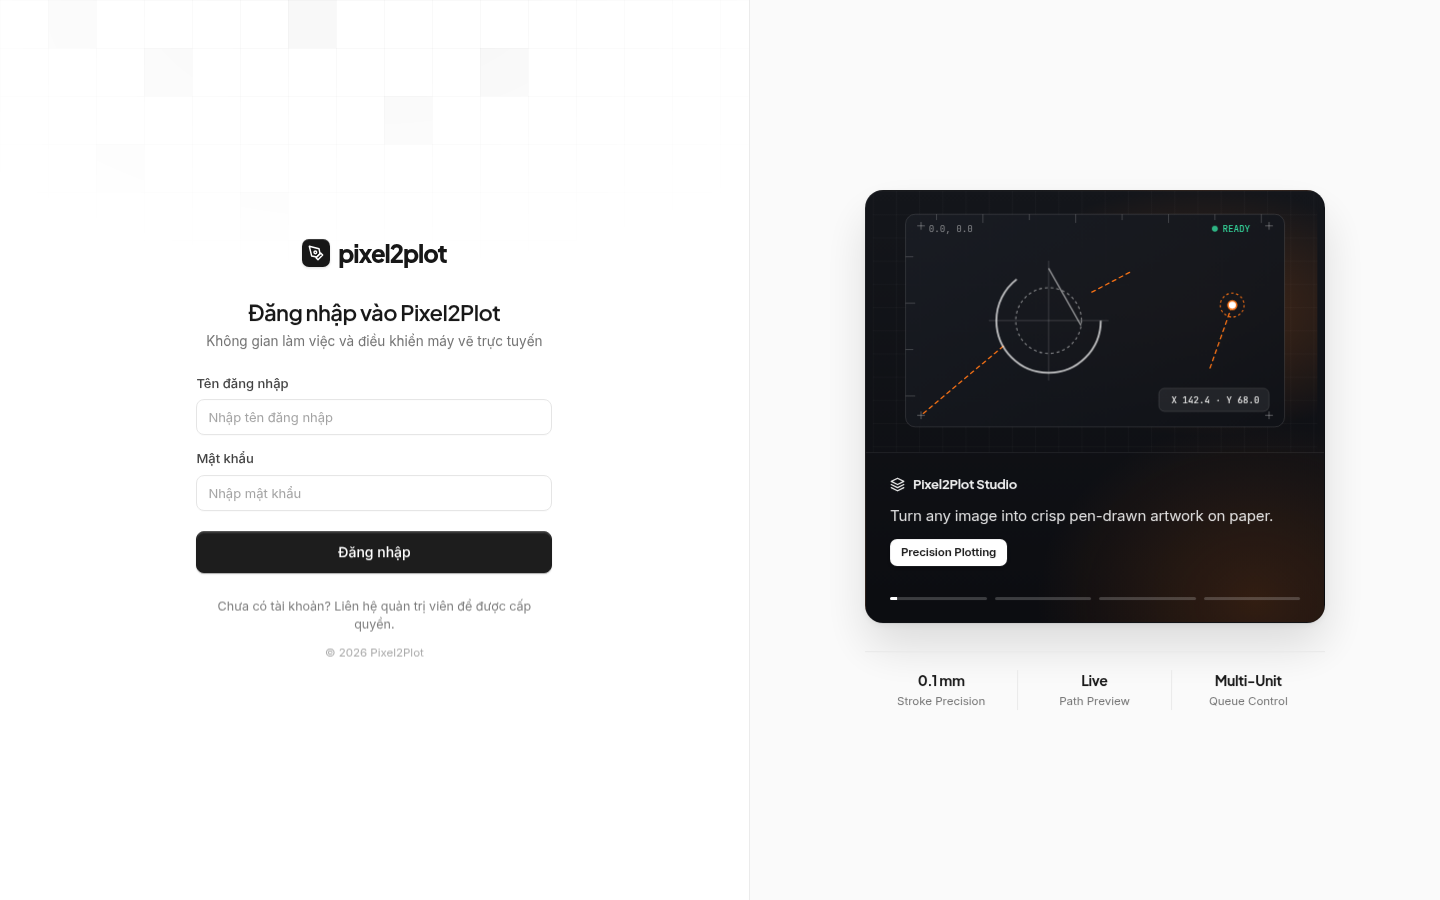 pixel2plot
Đăng nhập vào Pixel2Plot
Không gian làm việc và điều khiển máy vẽ trực tuyến
Tên đăng nhập
Nhập tên đăng nhập
Mật khẩu
Nhập mật khẩu
Đăng nhập
Chưa có tài khoản? Liên hệ quản trị viên để được cấp
quyền.
© 2026 Pixel2Plot
0.0, 0.0
READY
X 142.4 · Y 68.0
Pixel2Plot Studio
Turn any image into crisp pen-drawn artwork on paper.
Precision Plotting
0.1 mm
Stroke Precision
Live
Path Preview
Multi-Unit
Queue Control